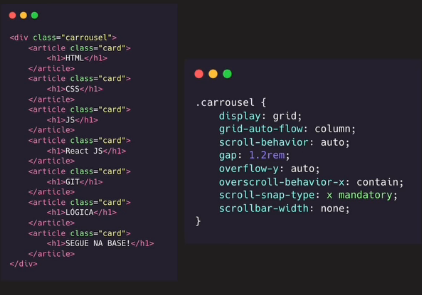 <div class="carrousel">
    <article class="card">
        <h1>HTML</h1>
    </article>
    <article class="card">
        <h1>CSS</h1>
    </article>
    <article class="card">
        <h1>JS</h1>
    </article>
    <article class="card">
        <h1>React JS</h1>
    </article>
    <article class="card">
        <h1>GIT</h1>
    </article>
    <article class="card">
        <h1>LÓGICA</h1>
    </article>
    <article class="card">
        <h1>SEGUE NA BASE!</h1>
    </article>
</div>
.carrousel {
    display: grid;
    grid-auto-flow: column;
    scroll-behavior: auto;
    gap: 1.2rem;
    overflow-y: auto;
    overscroll-behavior-x: contain;
    scroll-snap-type: x mandatory;
    scrollbar-width: none;
}